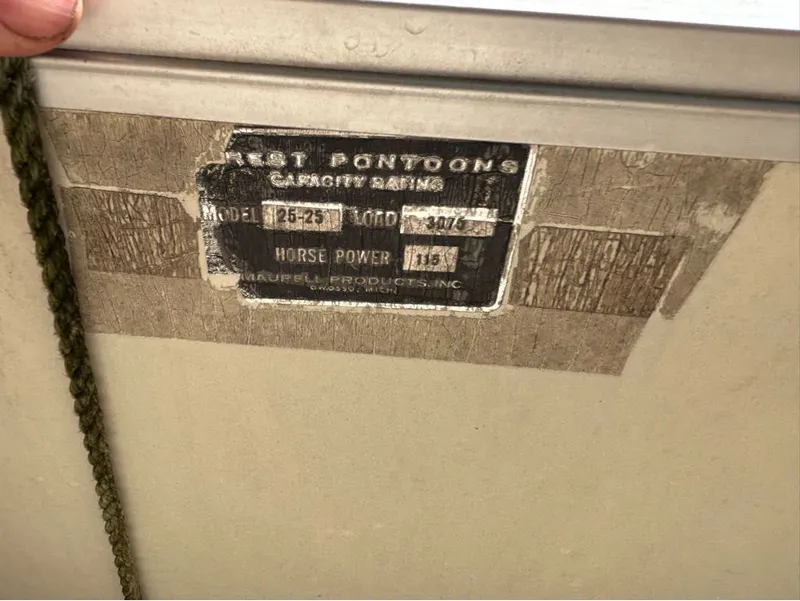 REST PONTOONS
CAPACITY RATING
MODEL 25-25 LOAD 3075
HORSE POWER 115
MAURELL PRODUCTS, INC.
OWOSSO, MICH.